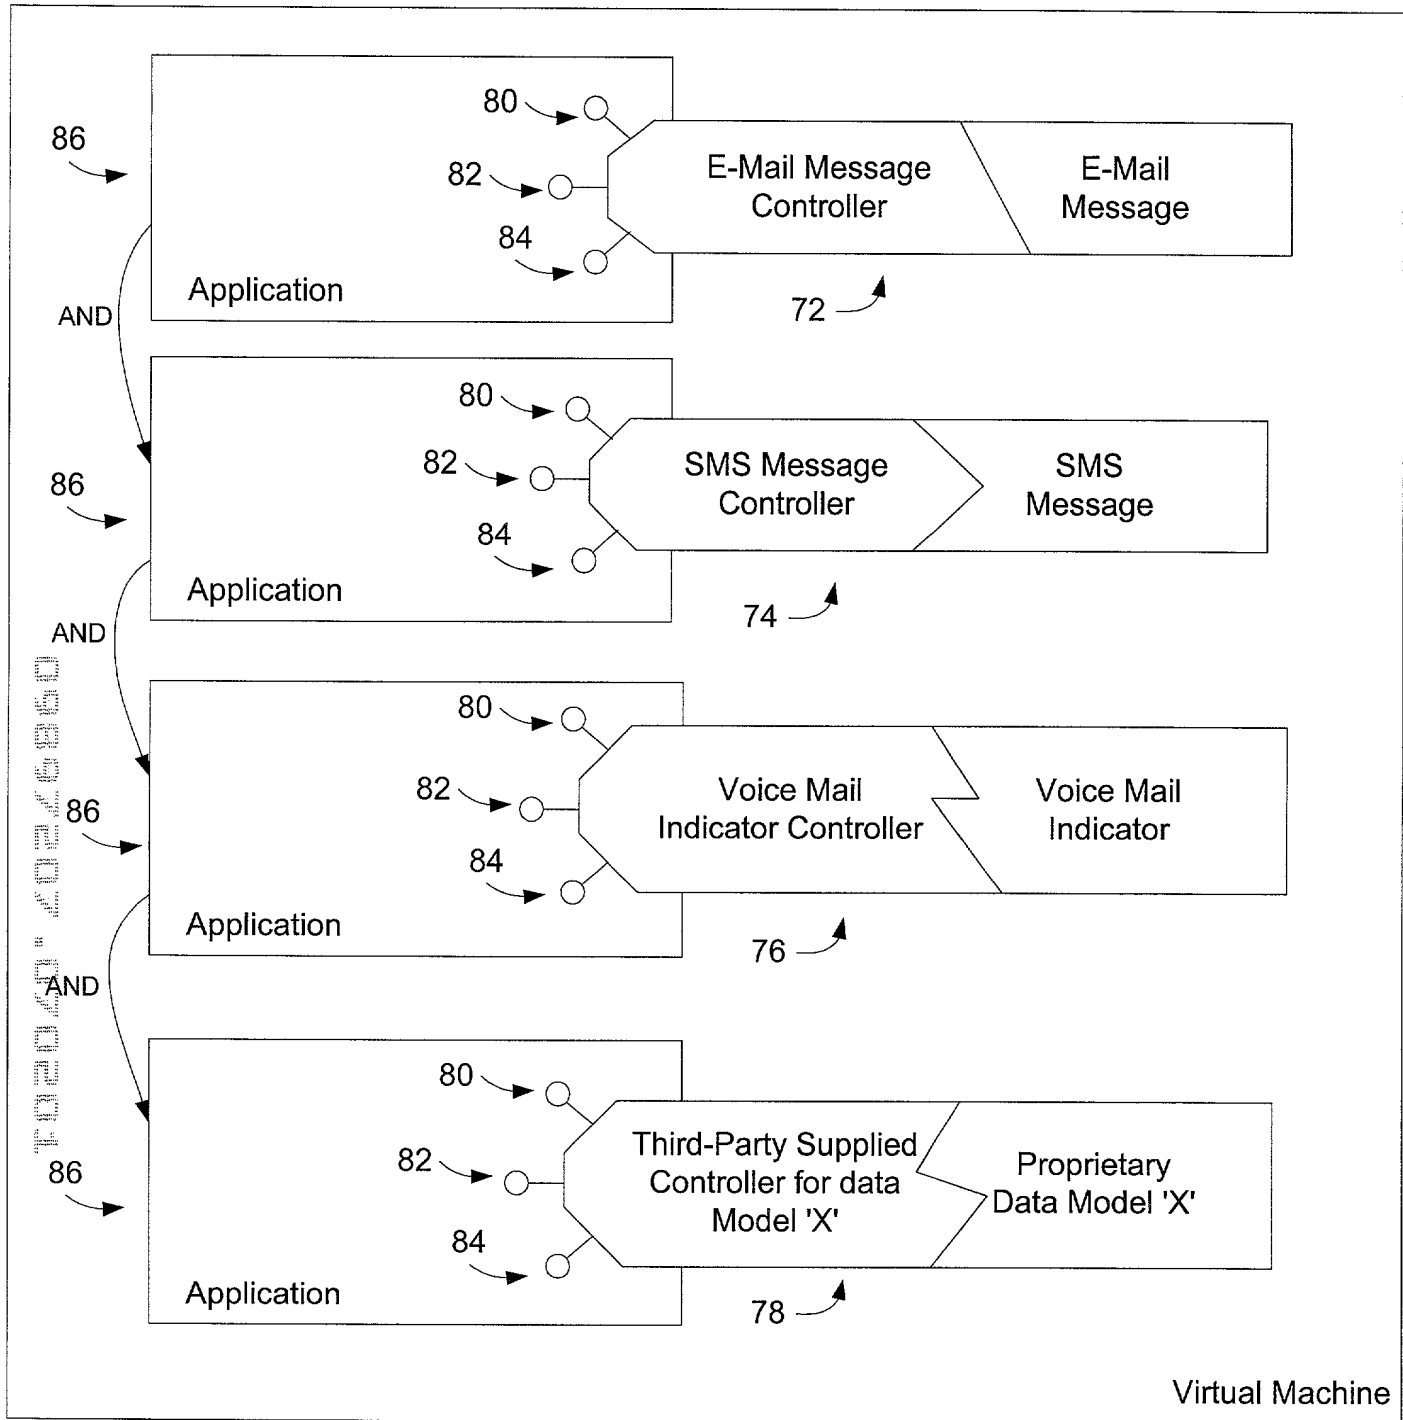 80
86
E-Mail Message
Controller
E-Mail
Message
82
84
Application
72
AND
80
82
SMS Message
Controller
SMS
Message
86
84
Application
74
AND
80
82
Voice Mail
Indicator Controller
Voice Mail
Indicator
86
84
Application
76
AND
80
Third-Party Supplied
Controller for data
Model 'X'
Proprietary
Data Model 'X'
82
86
84
Application
78
Virtual Machine